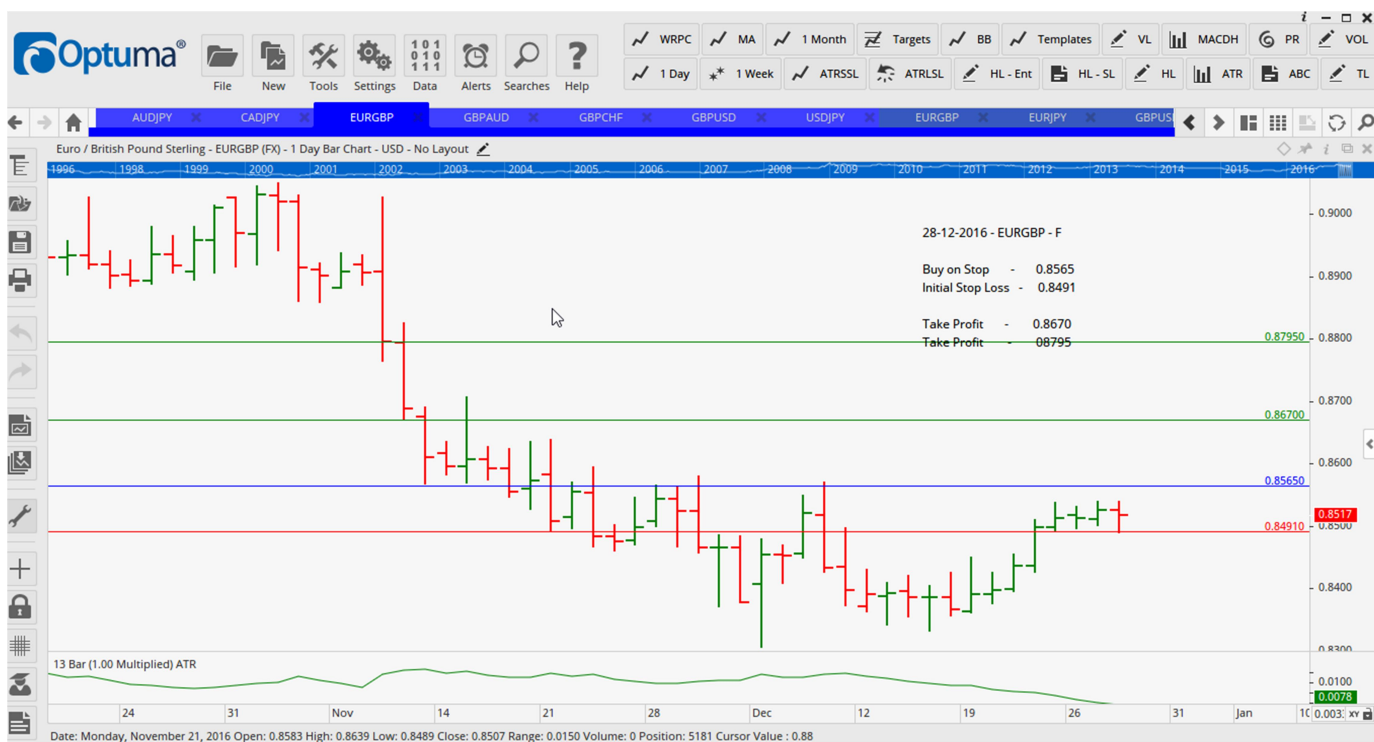 i
Optuma®
File New Tools Settings Data Alerts Searches Help
101
010
111
WRPC MA 1 Month Targets BB Templates VL MACDH PR VOL
1 Day 1 Week ATRSSL ATRLSL HL - Ent HL - SL HL ATR ABC TL
AUDJPY CADJPY EURGBP GBPAUD GBPCHF GBPUSD USDJPY EURGBP EURJPY GBPUS
Euro / British Pound Sterling - EURGBP (FX) - 1 Day Bar Chart - USD - No Layout
1996 1998 1999 2000 2001 2002 2003 2004 2005 2006 2007 2008 2009 2010 2011 2012 2013 2014 2015 2016
0.9000
28-12-2016 - EURGBP - F
Buy on Stop - 0.8565
0.8900
Initial Stop Loss - 0.8491
Take Profit - 0.8670
0.87950
0.8800
Take Profit - 08795
0.8700
0.86700
0.8600
0.85650
0.8517
0.84910
0.8500
0.8400
0.8300
13 Bar (1.00 Multiplied) ATR
0.0100
0.0078
24 31 Nov 14 21 28 Dec 12 19 26 31 Jan 10 XY
Date: Monday, November 21, 2016 Open: 0.8583 High: 0.8639 Low: 0.8489 Close: 0.8507 Range: 0.0150 Volume: 0 Position: 5181 Cursor Value : 0.88